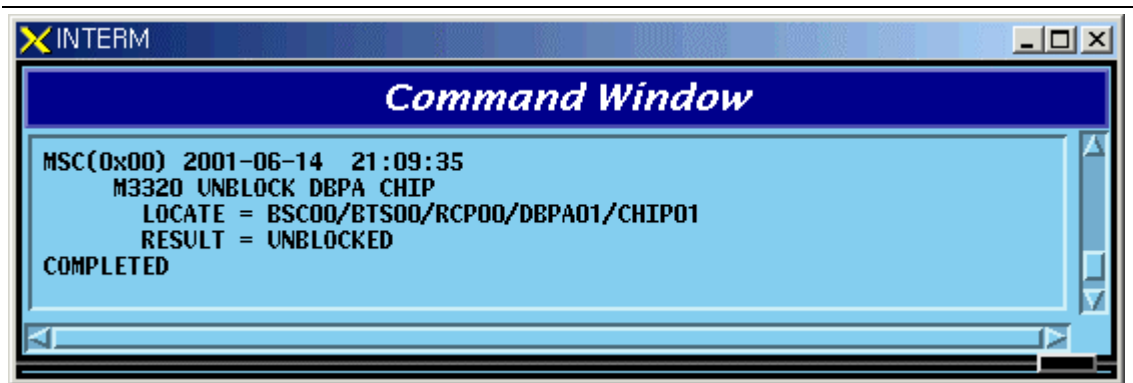 INTERM
Command Window
MSC(0x00) 2001-06-14 21:09:35
M3320 UNBLOCK DBPA CHIP
LOCATE = BSC00/BTS00/RCP00/DBPA01/CHIP01
RESULT = UNBLOCKED
COMPLETED